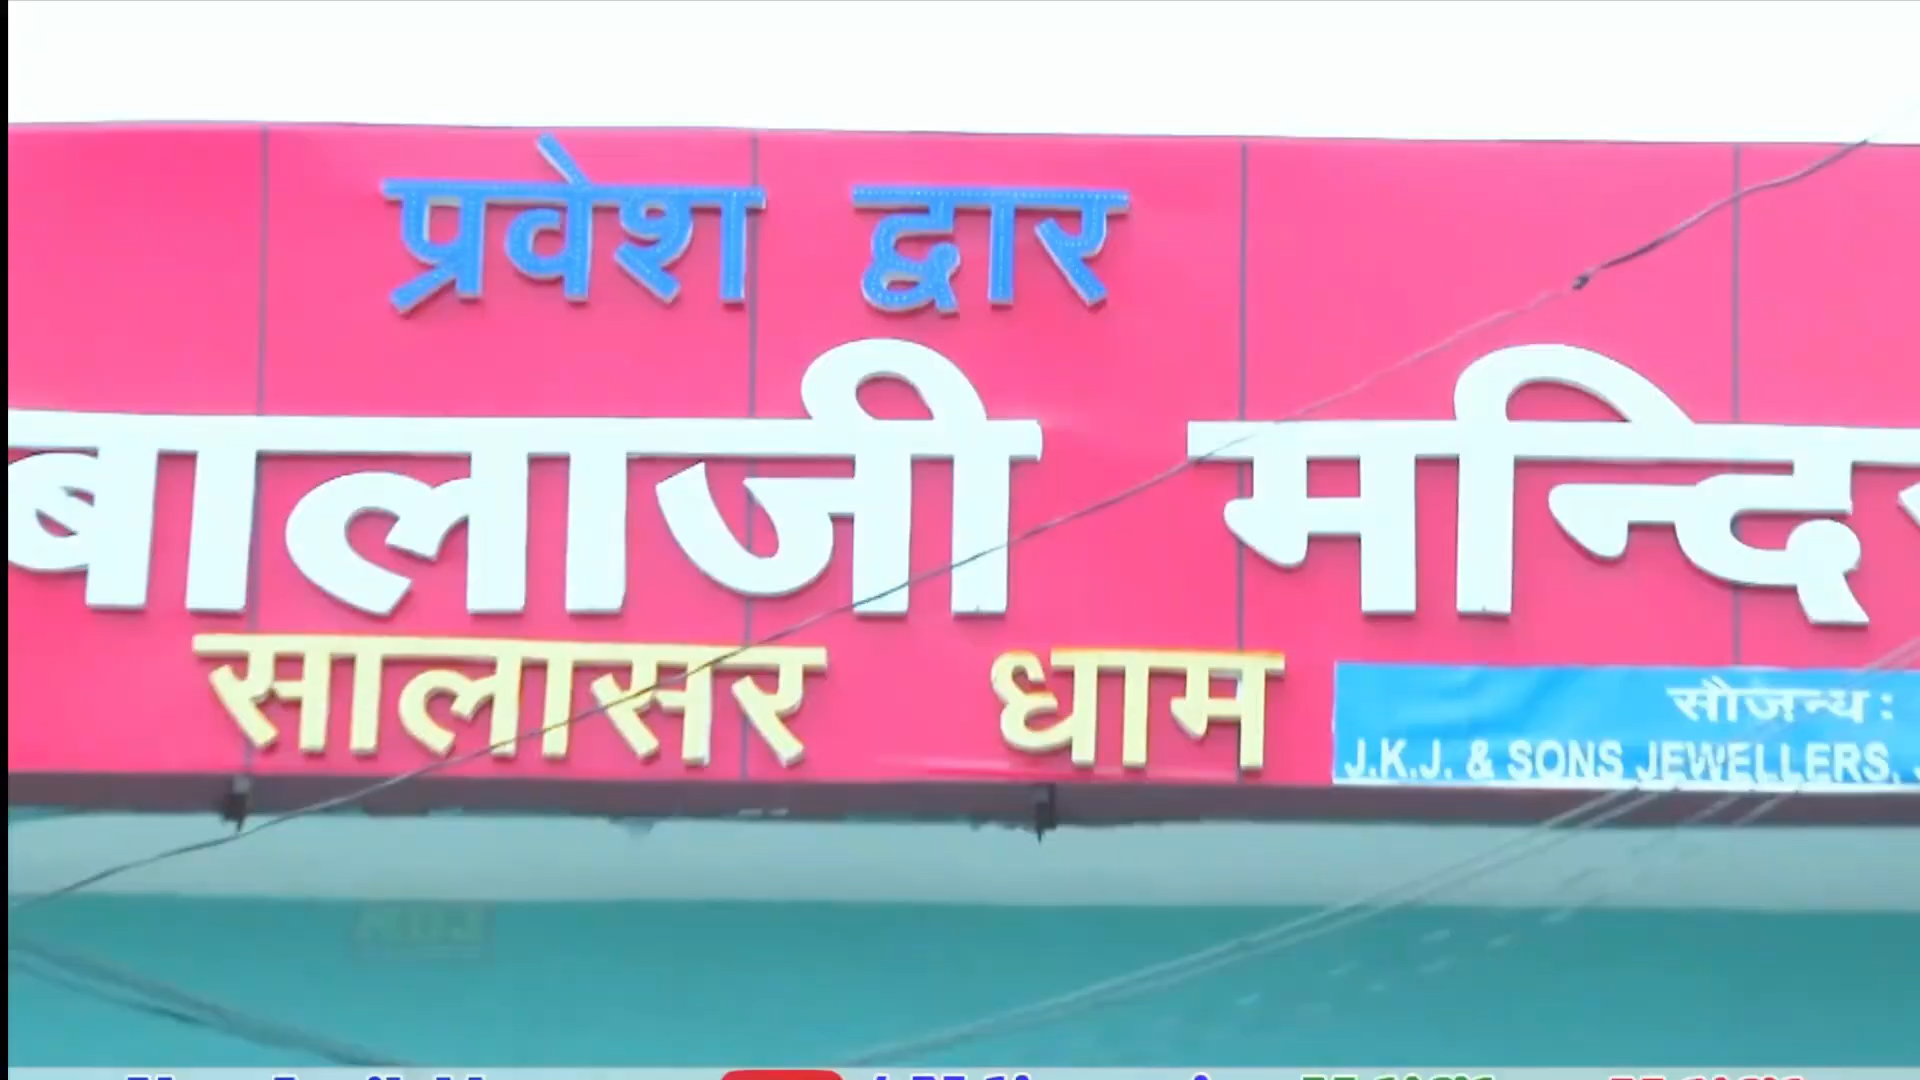 प्रवेश द्वार
बालाजी मन्दिर
सालासर धाम
सौजन्य:
J.K.J. & SONS JEWELLERS,